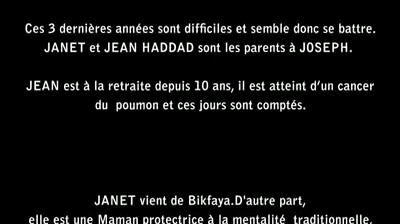 Ces 3 dernières années sont difficiles et semble donc se battre.
JANET et JEAN HADDAD sont les parents à JOSEPH.
JEAN est à la retraite depuis 10 ans, il est atteint d’un cancer
du poumon et ces jours sont comptés.
JANET vient de Bikfaya.D'autre part,
elle est une Maman protectrice à la mentalité traditionnelle,